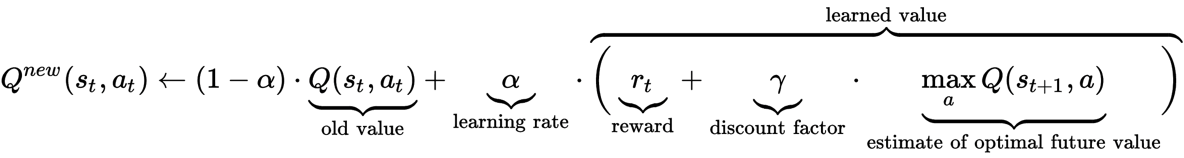 learned value
Q^{new}(s_t, a_t) ← (1 − α) · Q(s_t, a_t) + α · ( r_t + γ · max_a Q(s_{t+1}, a) )
old value learning rate reward discount factor estimate of optimal future value